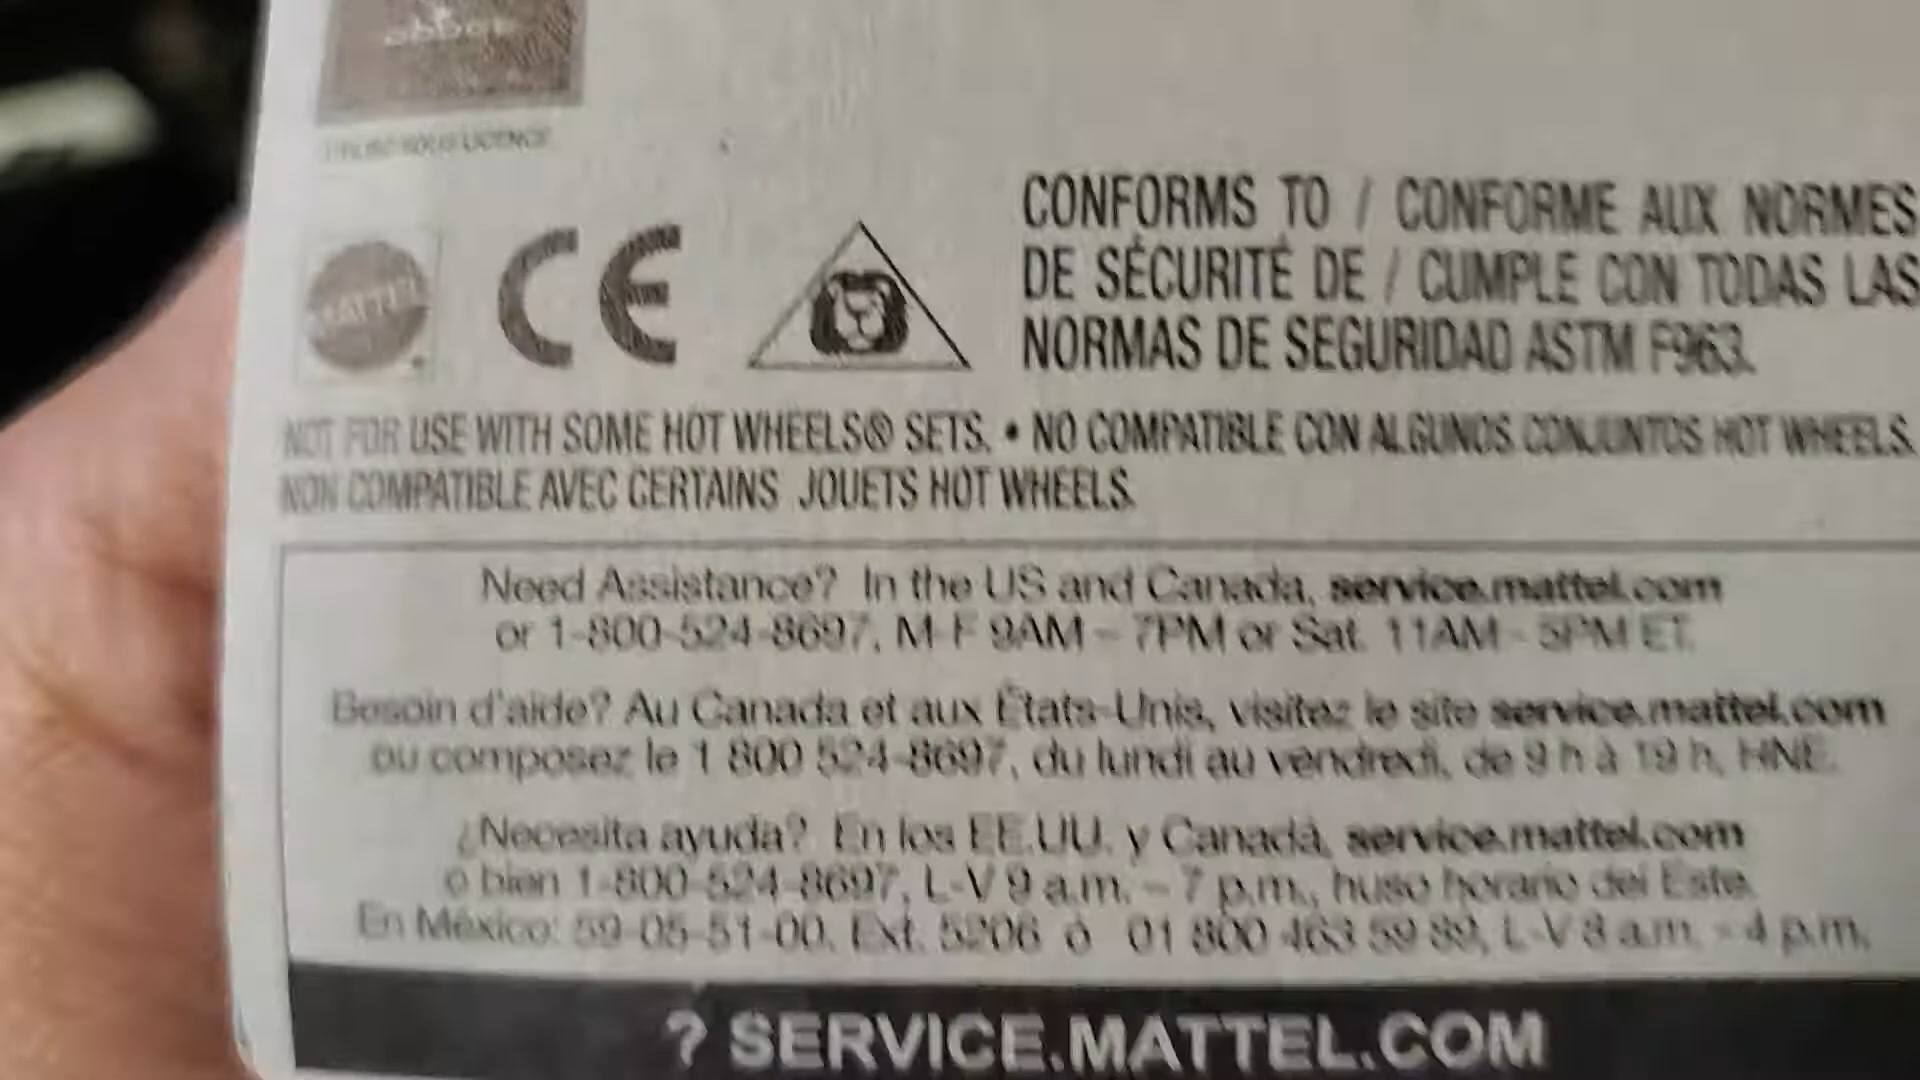 SOUS LICENCE
MATTEL
CE
CONFORMS TO / CONFORME AUX NORMES
DE SÉCURITÉ DE / CUMPLE CON TODAS LAS
NORMAS DE SEGURIDAD ASTM F963.
NOT FOR USE WITH SOME HOT WHEELS® SETS. • NO COMPATIBLE CON ALGUNOS CONJUNTOS HOT WHEELS.
NON COMPATIBLE AVEC CERTAINS JOUETS HOT WHEELS.
Need Assistance? In the US and Canada, service.mattel.com
or 1-800-524-8697, M-F 9AM – 7PM or Sat. 11AM - 5PM ET.
Besoin d'aide? Au Canada et aux États-Unis, visitez le site service.mattel.com
ou composez le 1 800 524-8697, du lundi au vendredi, de 9 h à 19 h, HNE.
¿Necesita ayuda? En los EE.UU. y Canadá, service.mattel.com
o bien 1-800-524-8697, L-V 9 a.m. – 7 p.m., huso horario del Este.
En México: 59-05-51-00, Ext. 5206 ó 01 800 463 59 89, L-V 8 a.m. - 4 p.m.
? SERVICE.MATTEL.COM